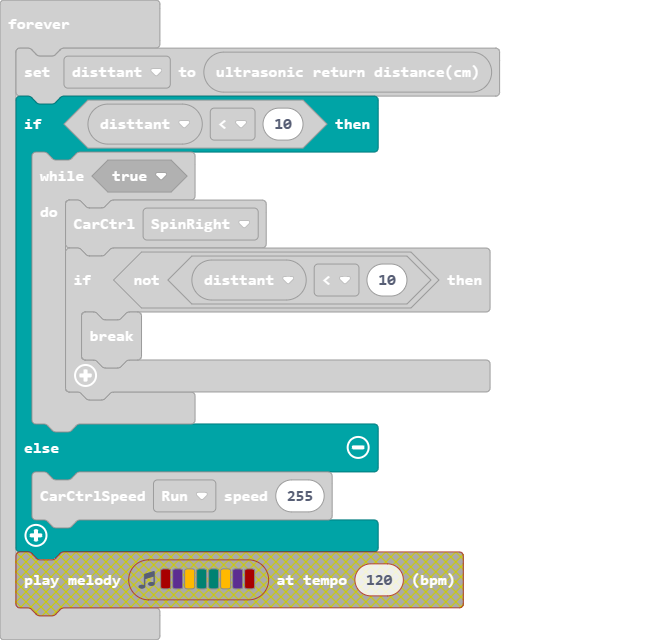 forever
set disttant to ultrasonic return distance(cm)
if disttant < 10 then
while true
do
CarCtrl SpinRight
if not disttant < 10 then
break
else
CarCtrlSpeed Run speed 255
play melody at tempo 120 (bpm)